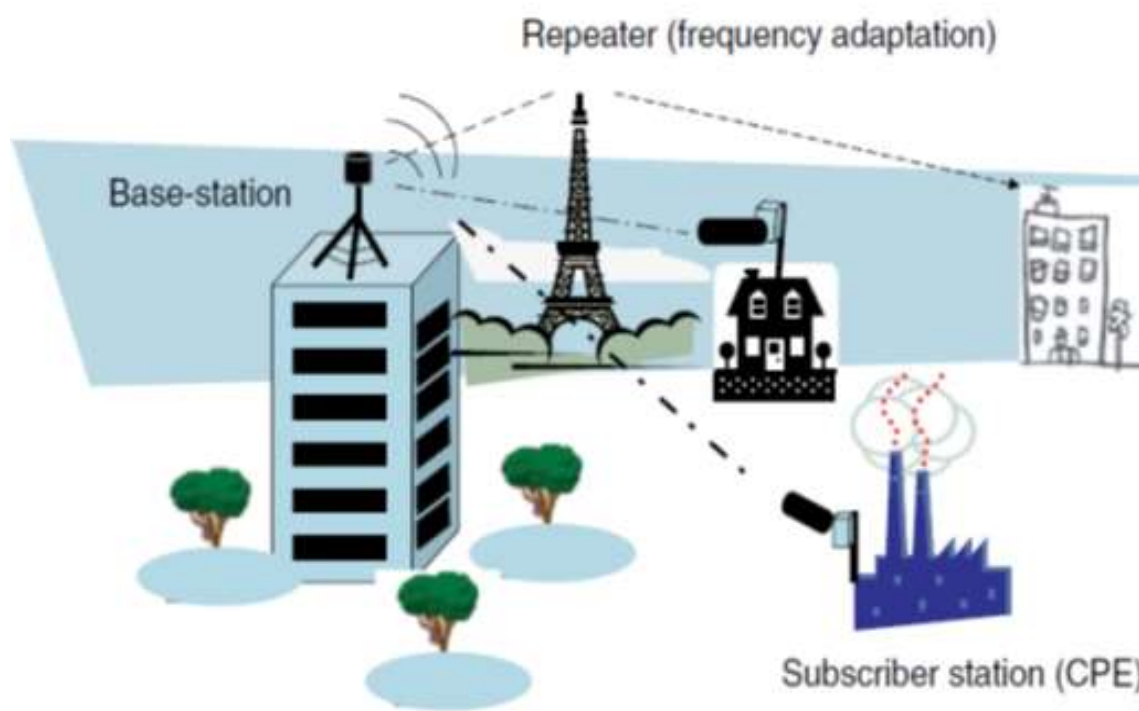 Repeater (frequency adaptation)
Base-station
Subscriber station (CPE)